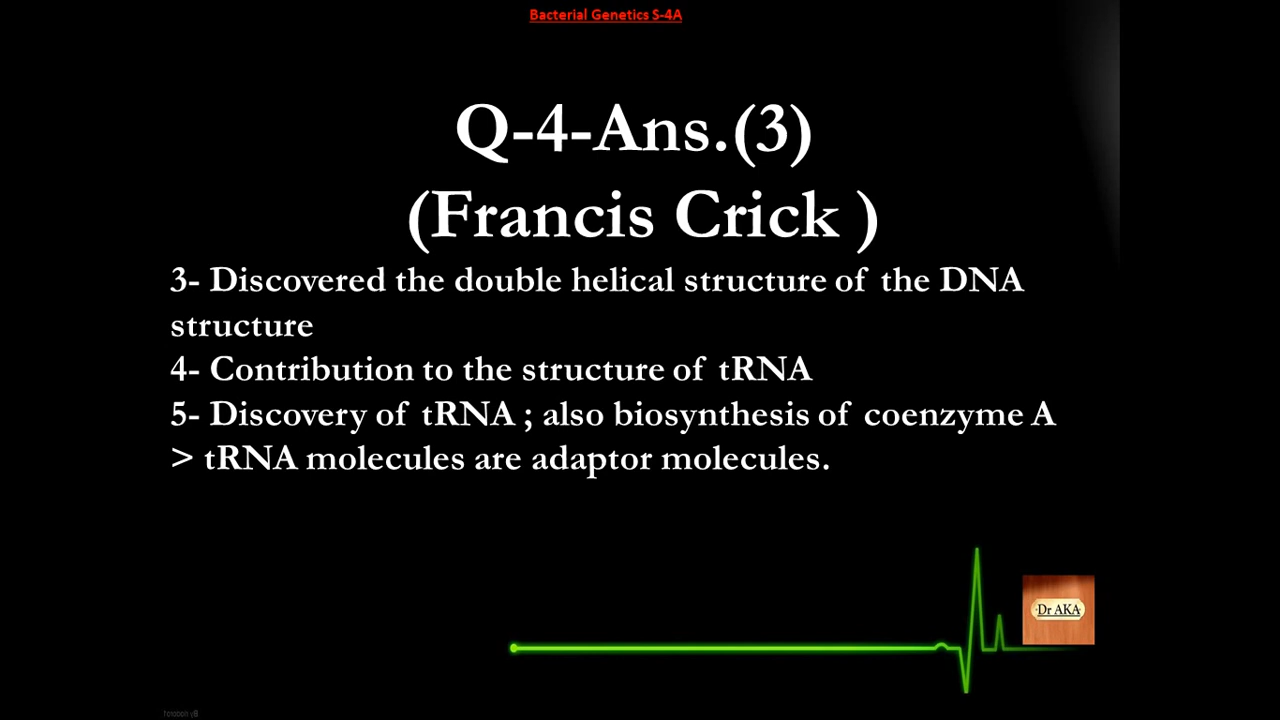 Bacterial Genetics S-4A
Q-4-Ans.(3)
(Francis Crick )
3- Discovered the double helical structure of the DNA
structure
4- Contribution to the structure of tRNA
5- Discovery of tRNA ; also biosynthesis of coenzyme A
> tRNA molecules are adaptor molecules.
Dr AKA